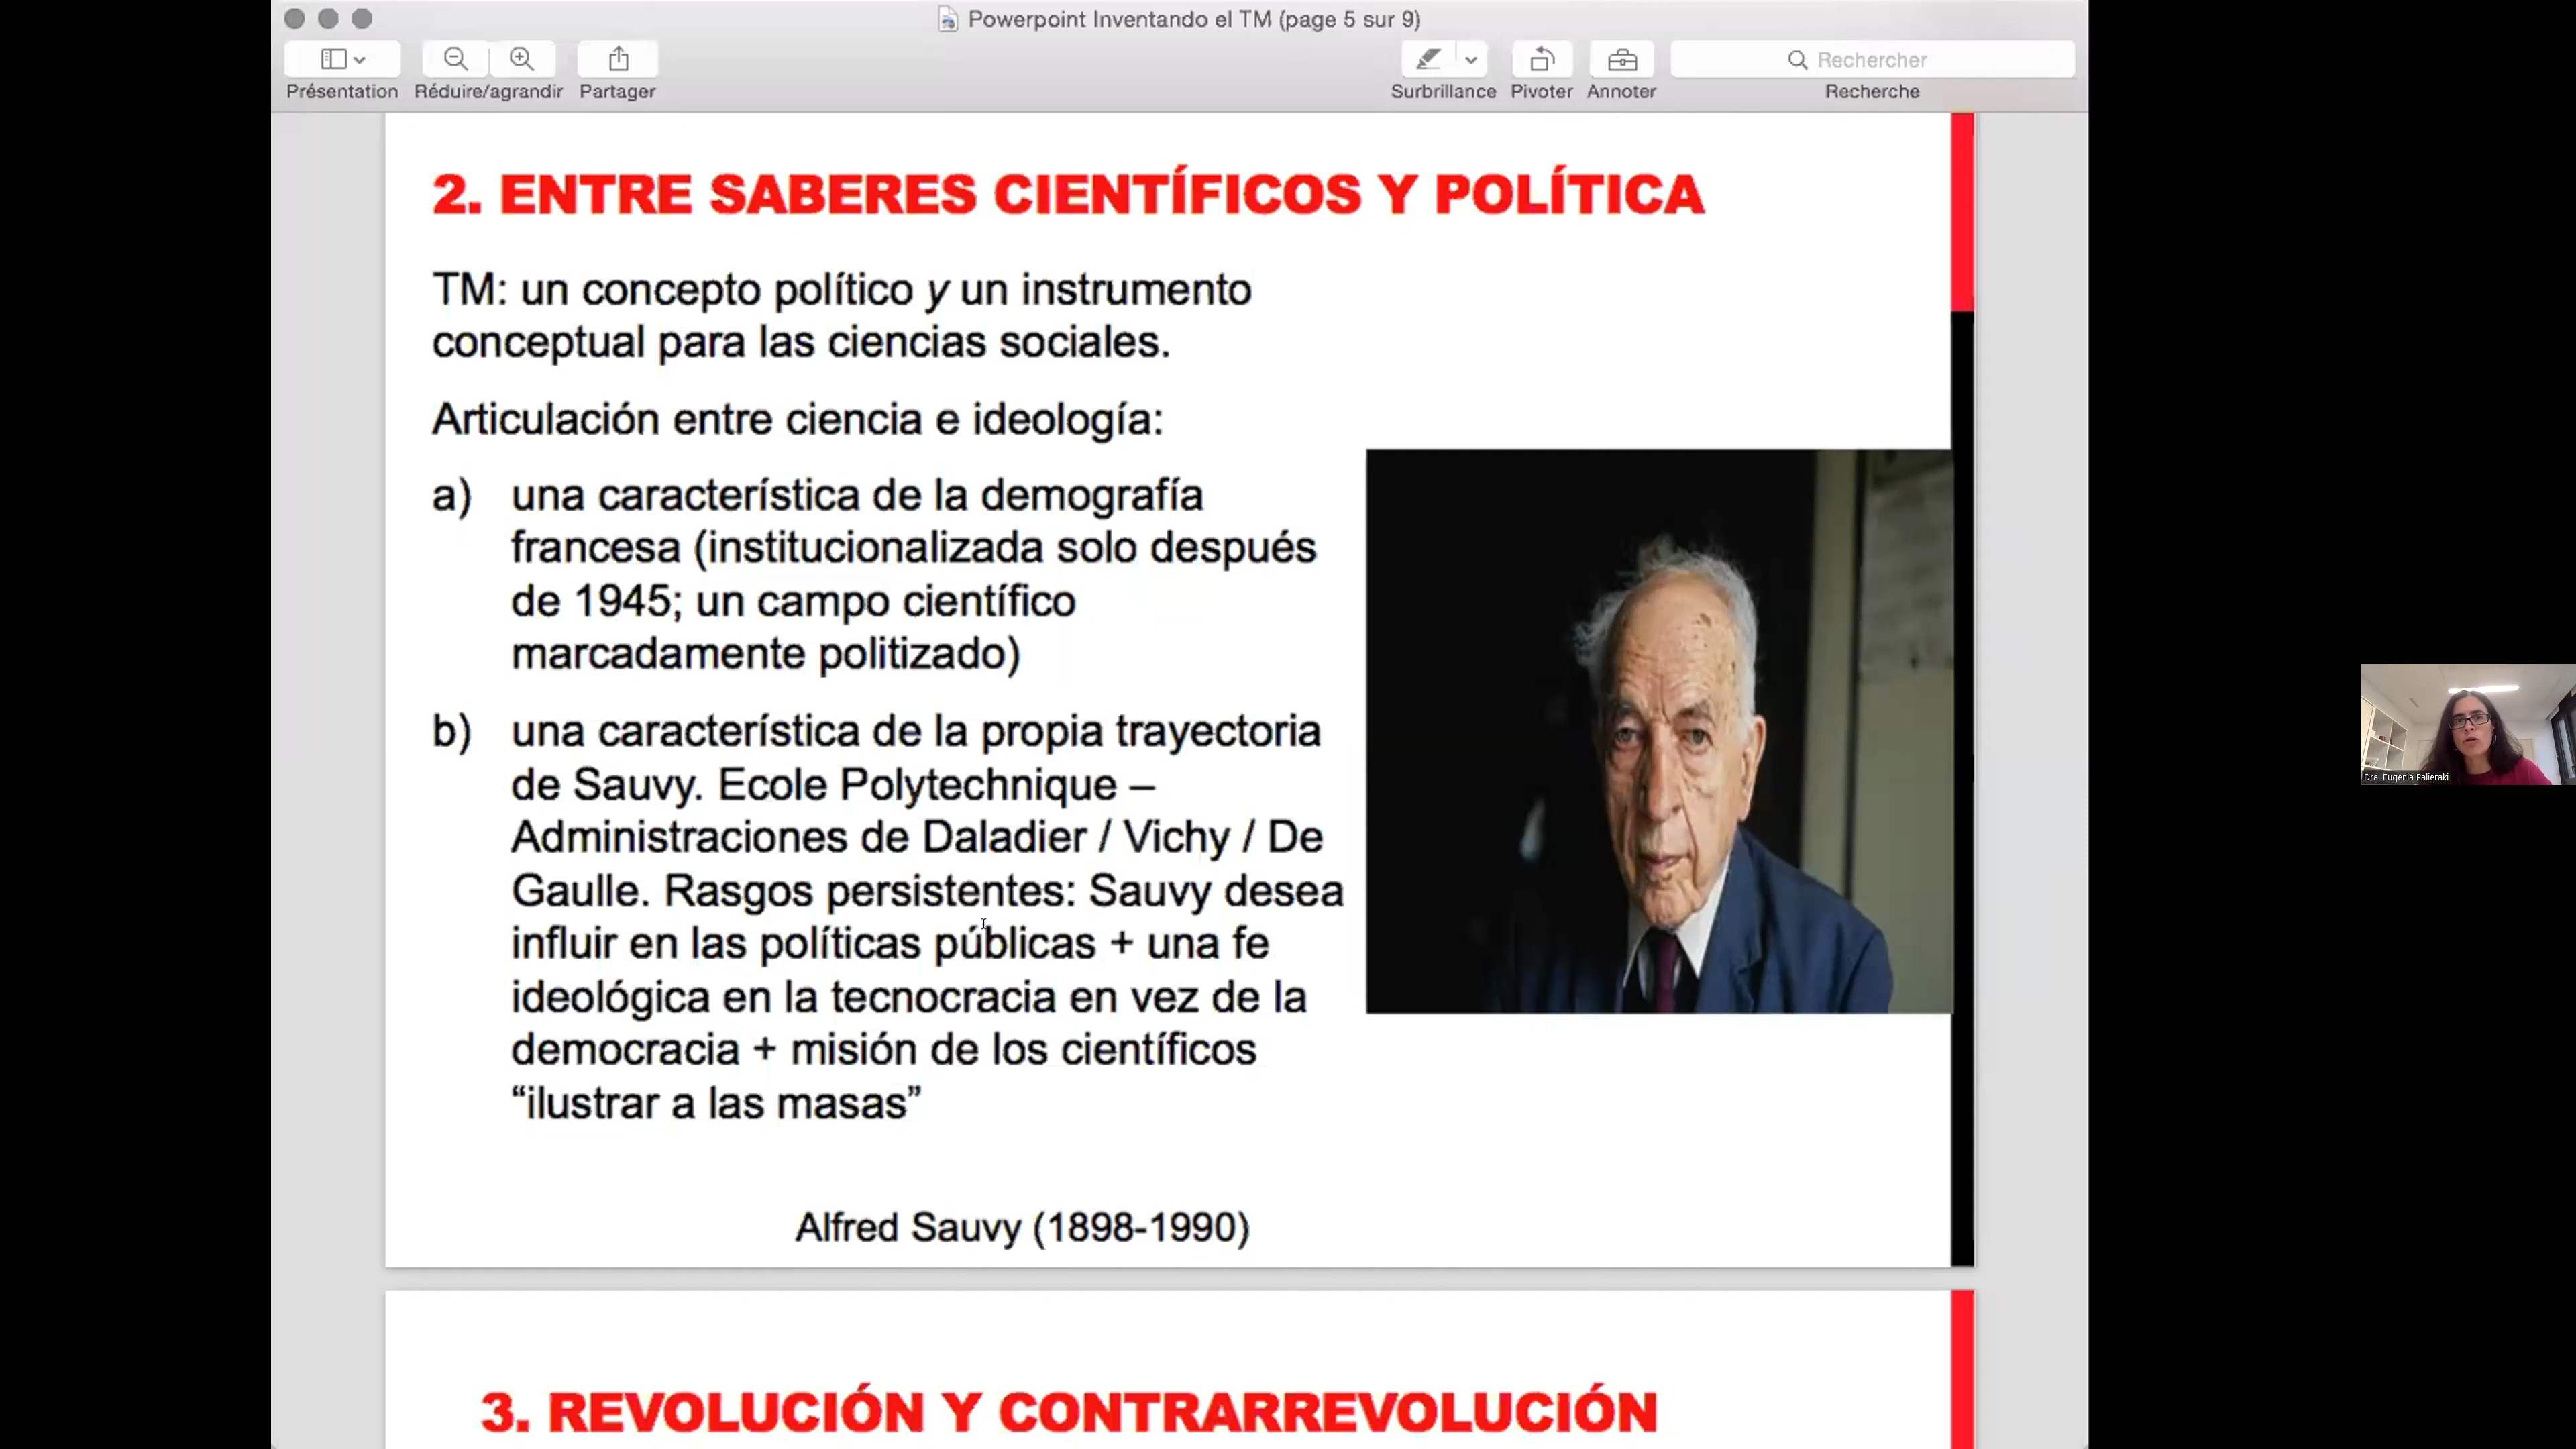 Powerpoint Inventando el TM (page 5 sur 9)
Présentation
Réduire/agrandir
Partager
Surbrillance
Pivoter
Annoter
Rechercher
Recherche
2. ENTRE SABERES CIENTÍFICOS Y POLÍTICA
TM: un concepto político y un instrumento
conceptual para las ciencias sociales.
Articulación entre ciencia e ideología:
a) una característica de la demografía
francesa (institucionalizada solo después
de 1945; un campo científico
marcadamente politizado)
b) una característica de la propia trayectoria
de Sauvy. Ecole Polytechnique –
Administraciones de Daladier / Vichy / De
Gaulle. Rasgos persistentes: Sauvy desea
influir en las políticas públicas + una fe
ideológica en la tecnocracia en vez de la
democracia + misión de los científicos
“ilustrar a las masas”
Alfred Sauvy (1898-1990)
Dra. Eugenia Palieraki
3. REVOLUCIÓN Y CONTRARREVOLUCIÓN